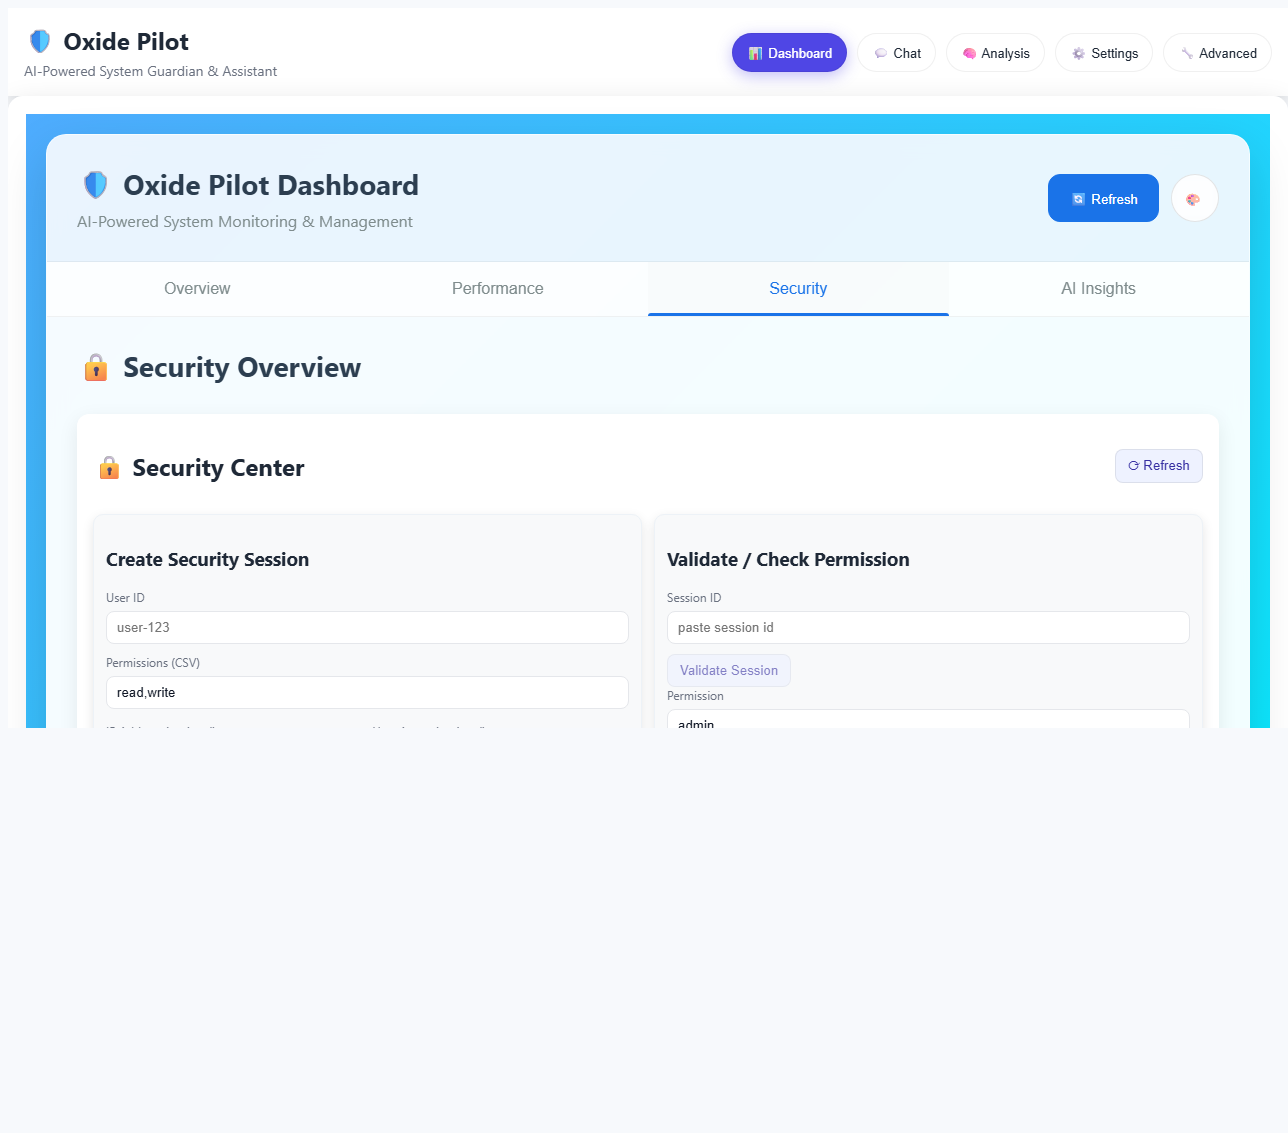 Oxide Pilot
AI-Powered System Guardian & Assistant
Dashboard
Chat
Analysis
Settings
Advanced
Oxide Pilot Dashboard
AI-Powered System Monitoring & Management
Refresh
Overview
Performance
Security
AI Insights
Security Overview
Security Center
Refresh
Create Security Session
User ID
user-123
Permissions (CSV)
read,write
Validate / Check Permission
Session ID
paste session id
Validate Session
Permission
admin